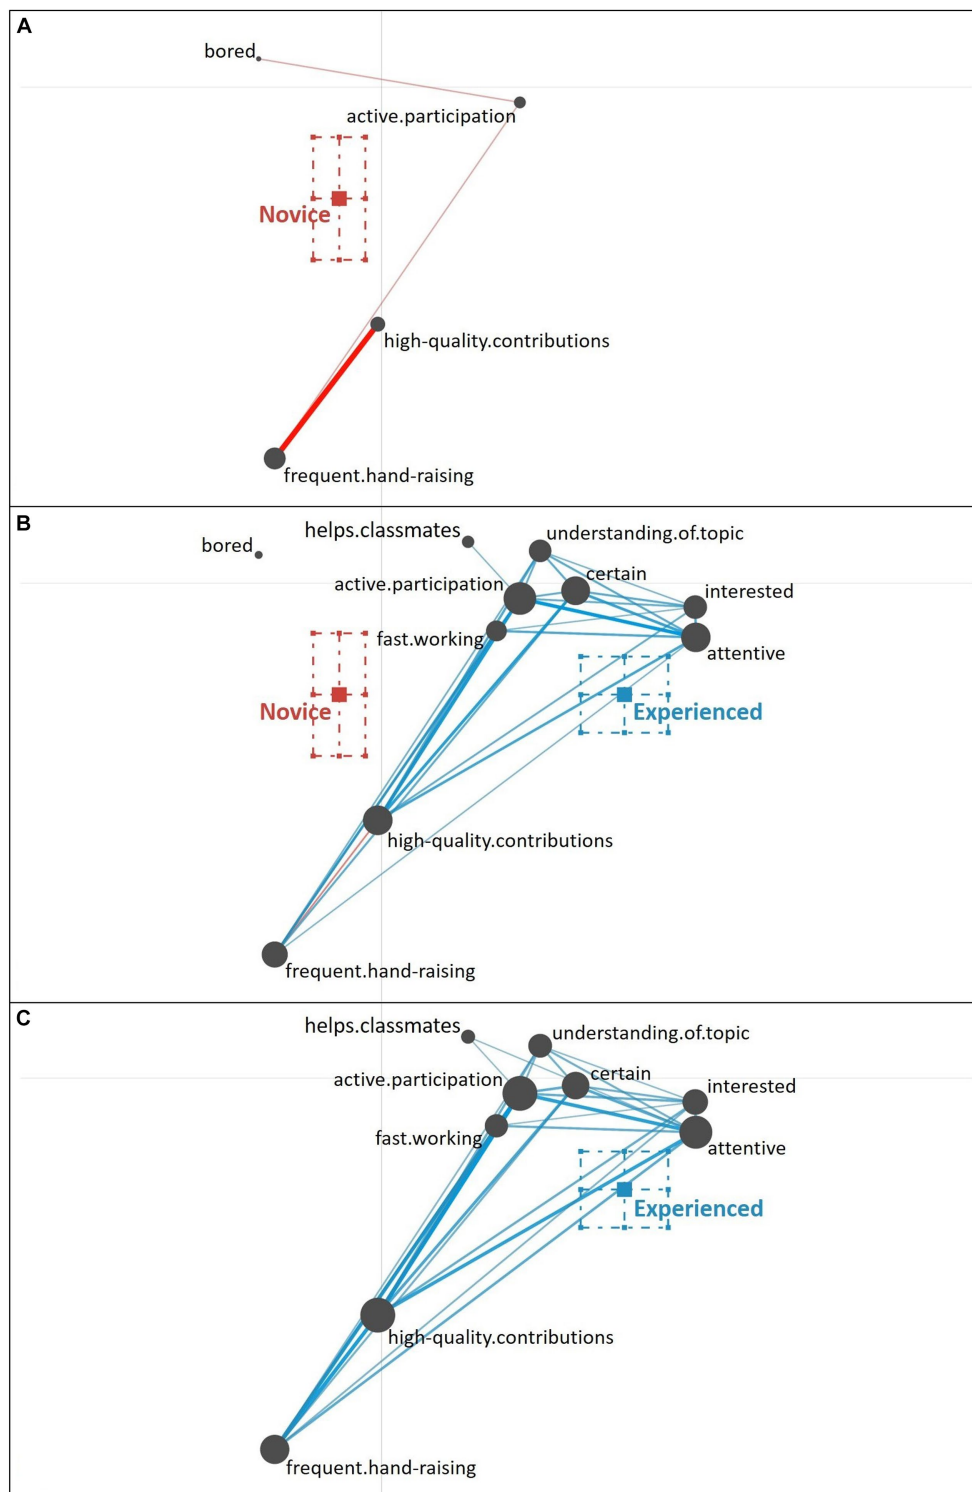 A
bored
active.participation
Novice
high-quality.contributions
frequent.hand-raising
B
helps.classmates
understanding.of.topic
bored
active.participation
certain
interested
fast.working
attentive
Novice
Experienced
high-quality.contributions
frequent.hand-raising
C
helps.classmates
understanding.of.topic
active.participation
certain
interested
fast.working
attentive
Experienced
high-quality.contributions
frequent.hand-raising